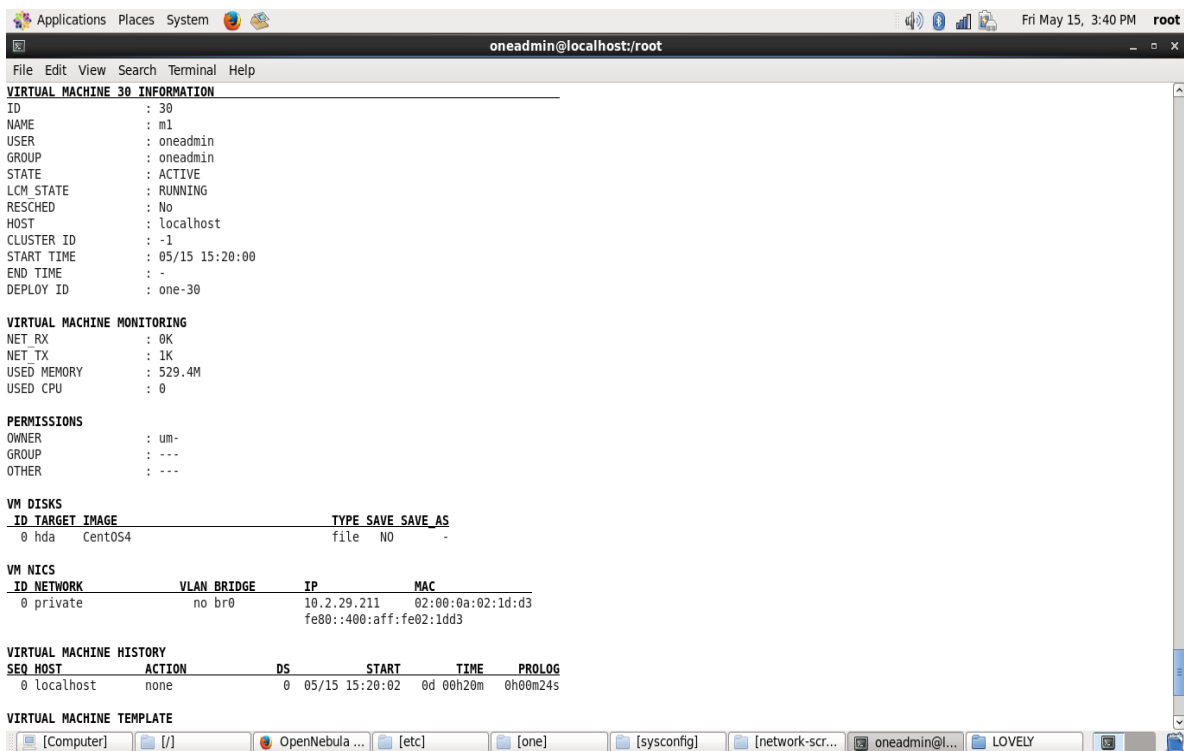 Applications Places System Fri May 15, 3:40 PM root
oneadmin@localhost:/root
File Edit View Search Terminal Help
VIRTUAL MACHINE 30 INFORMATION
ID : 30
NAME : m1
USER : oneadmin
GROUP : oneadmin
STATE : ACTIVE
LCM_STATE : RUNNING
RESCHED : No
HOST : localhost
CLUSTER ID : -1
START TIME : 05/15 15:20:00
END TIME : -
DEPLOY ID : one-30
VIRTUAL MACHINE MONITORING
NET_RX : 0K
NET_TX : 1K
USED MEMORY : 529.4M
USED CPU : 0
PERMISSIONS
OWNER : um-
GROUP : ---
OTHER : ---
VM DISKS
ID TARGET IMAGE TYPE SAVE SAVE_AS
0 hda CentOS4 file NO -
VM NICS
ID NETWORK VLAN BRIDGE IP MAC
0 private no br0 10.2.29.211 02:00:0a:02:1d:d3
fe80::400:aff:fe02:1dd3
VIRTUAL MACHINE HISTORY
SEQ HOST ACTION DS START TIME PROLOG
0 localhost none 0 05/15 15:20:02 0d 00h20m 0h00m24s
VIRTUAL MACHINE TEMPLATE
[Computer] [/] OpenNebula ... [etc] [one] [sysconfig] [network-scr... oneadmin@l... LOVELY